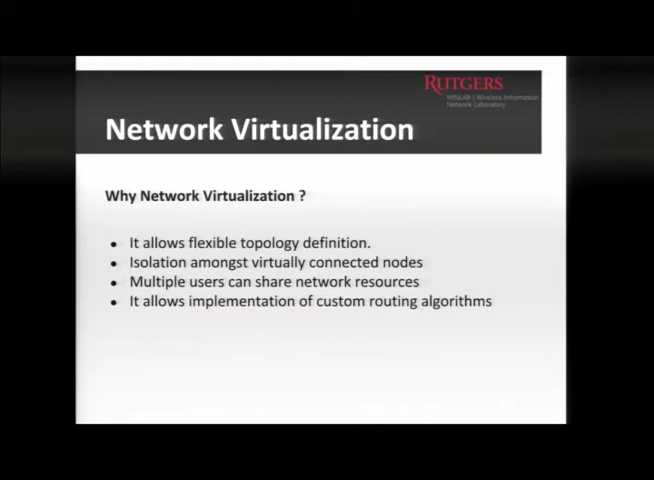 RUTGERS
WINLAB | Wireless Information
Network Laboratory
Network Virtualization
Why Network Virtualization ?
• It allows flexible topology definition.
• Isolation amongst virtually connected nodes
• Multiple users can share network resources
• It allows implementation of custom routing algorithms